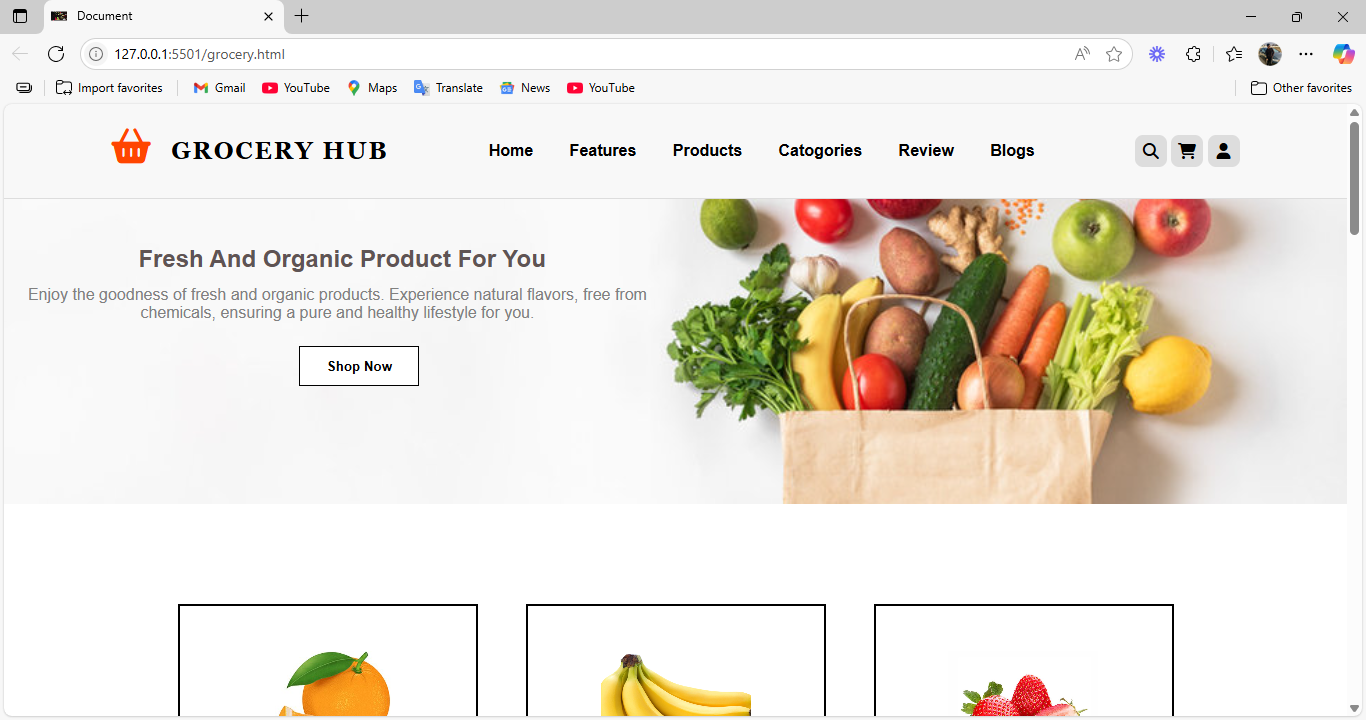 Document
127.0.0.1:5501/grocery.html
Import favorites
Gmail
YouTube
Maps
Translate
News
YouTube
Other favorites
GROCERY HUB
Home
Features
Products
Catogories
Review
Blogs
Fresh And Organic Product For You
Enjoy the goodness of fresh and organic products. Experience natural flavors, free from
chemicals, ensuring a pure and healthy lifestyle for you.
Shop Now